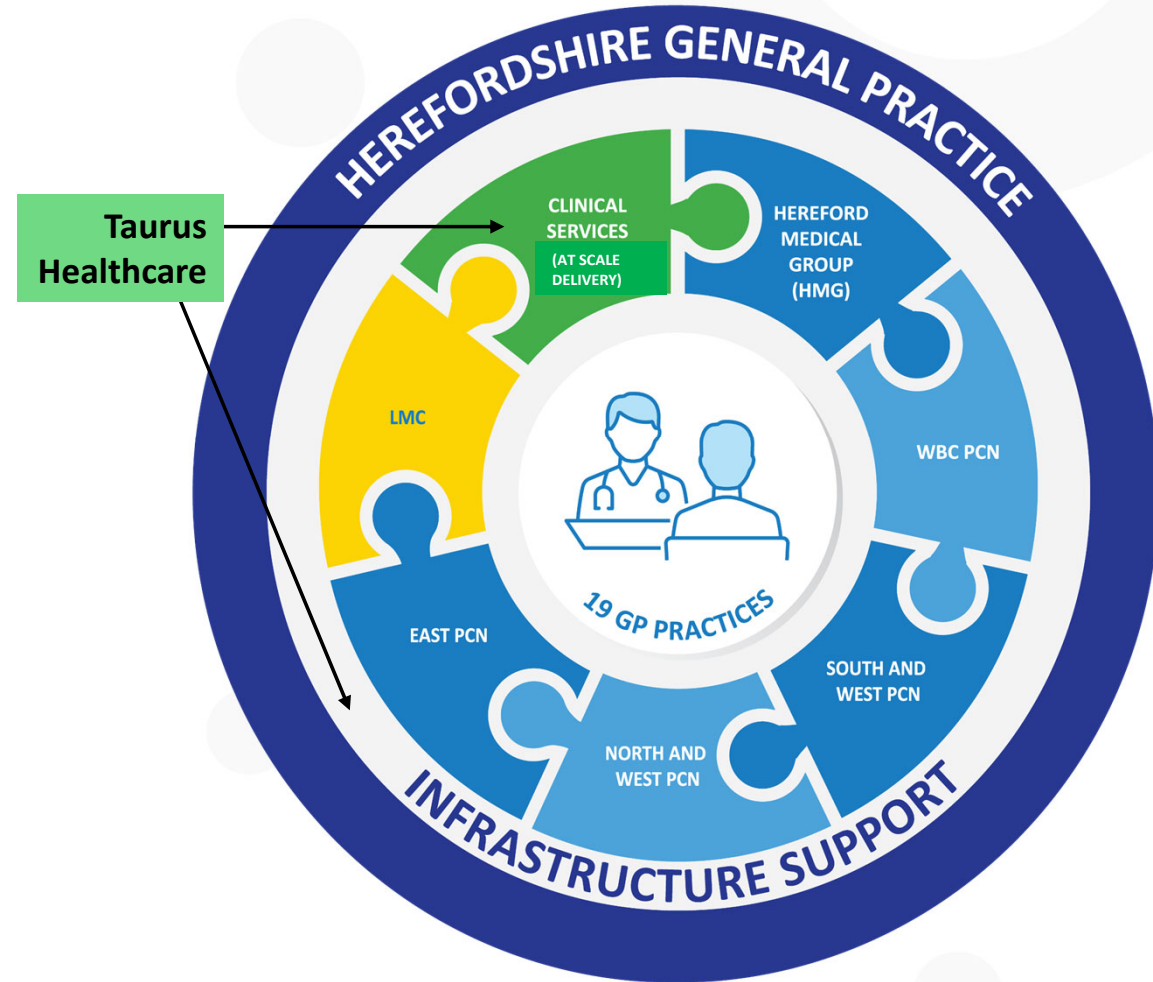 HEREFORDSHIRE GENERAL PRACTICE
Taurus
Healthcare
CLINICAL
SERVICES
(AT SCALE
DELIVERY)
HEREFORD
MEDICAL
GROUP
(HMG)
LMC
WBC PCN
19 GP PRACTICES
EAST PCN
SOUTH AND
WEST PCN
NORTH AND
WEST PCN
INFRASTRUCTURE SUPPORT